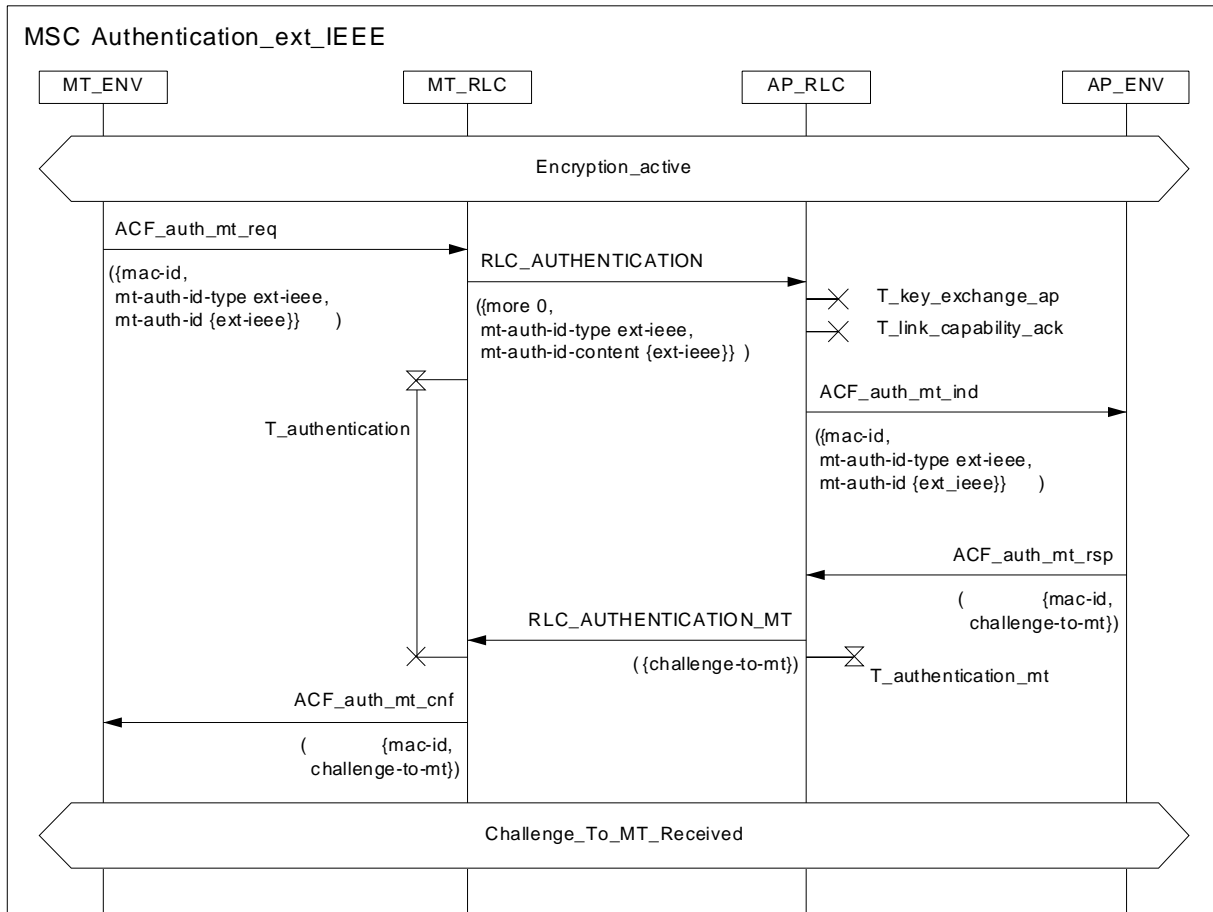 MSC Authentication_ext_IEEE
MT_ENV MT_RLC AP_RLC AP_ENV
Encryption_active
ACF_auth_mt_req
({mac-id,
mt-auth-id-type ext-ieee,
mt-auth-id {ext-ieee}} )
RLC_AUTHENTICATION
({more 0,
mt-auth-id-type ext-ieee,
mt-auth-id-content {ext-ieee}} )
T_key_exchange_ap
T_link_capability_ack
T_authentication
ACF_auth_mt_ind
({mac-id,
mt-auth-id-type ext-ieee,
mt-auth-id {ext_ieee}} )
ACF_auth_mt_rsp
( {mac-id,
challenge-to-mt})
RLC_AUTHENTICATION_MT
({challenge-to-mt})
T_authentication_mt
ACF_auth_mt_cnf
( {mac-id,
challenge-to-mt})
Challenge_To_MT_Received